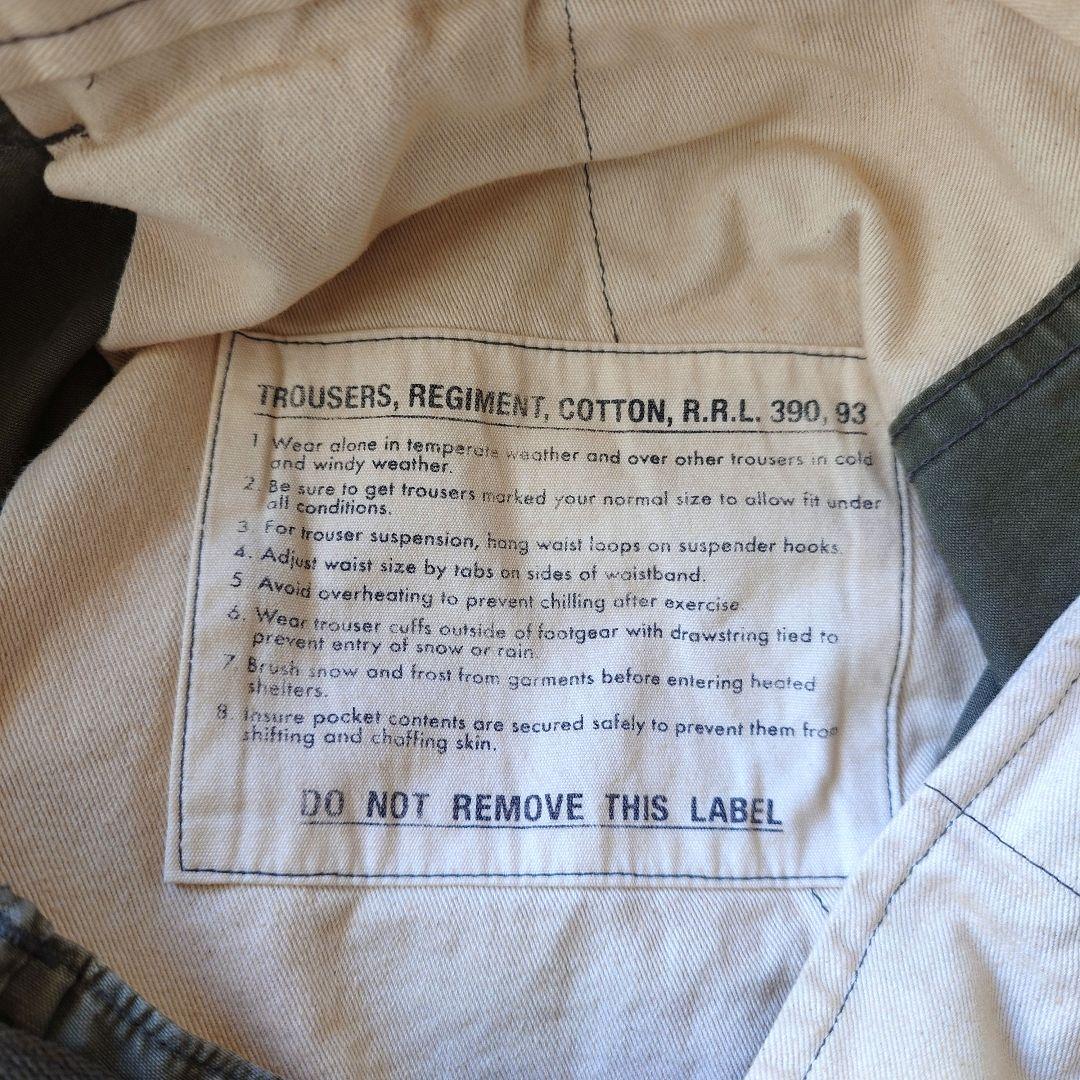 TROUSERS, REGIMENT, COTTON, R.R.L. 390, 93
1 Wear alone in temperate weather and over other trousers in cold
and windy weather.
2. Be sure to get trousers marked your normal size to allow fit under
all conditions.
3. For trouser suspension, hang waist loops on suspender hooks.
4. Adjust waist size by tabs on sides of waistband.
5 Avoid overheating to prevent chilling after exercise.
6. Wear trouser cuffs outside of footgear with drawstring tied to
prevent entry of snow or rain.
7 Brush snow and frost from garments before entering heated
shelters.
8. Insure pocket contents are secured safely to prevent them from
shifting and chaffing skin.
DO NOT REMOVE THIS LABEL